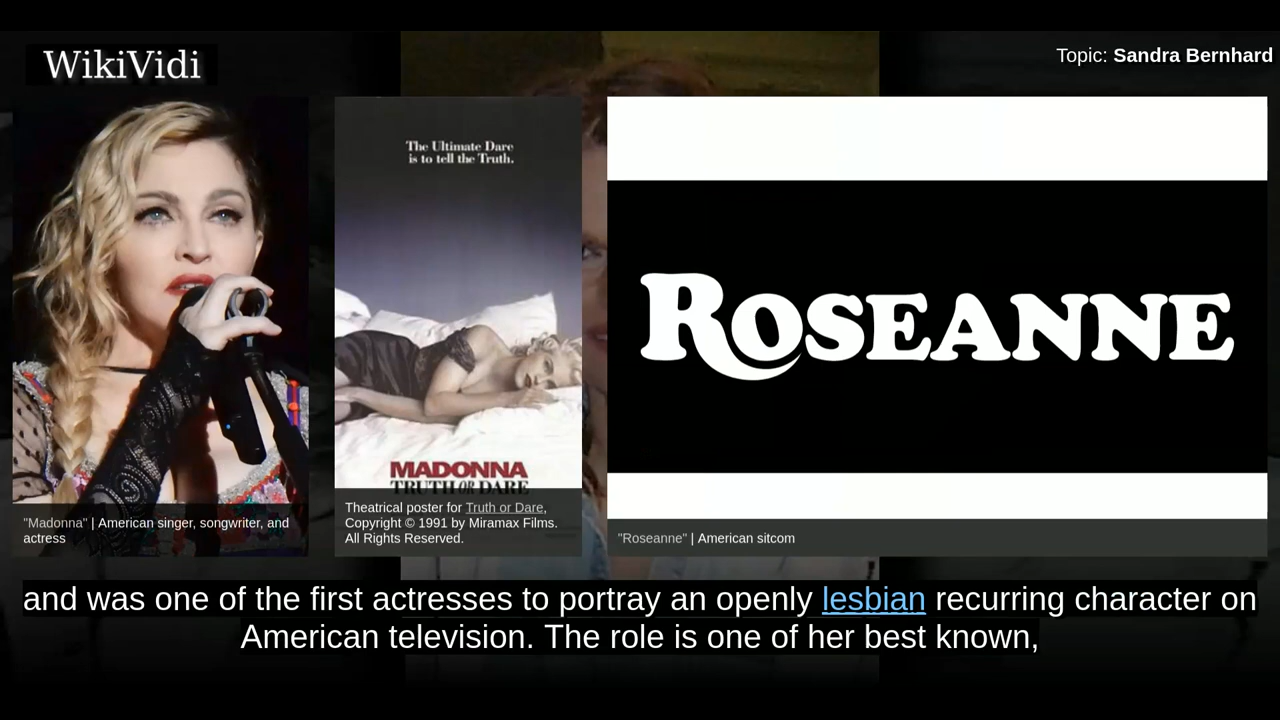 WikiVidi
Topic: Sandra Bernhard
The Ultimate Dare
is to tell the Truth.
MADONNA
TRUTH OR DARE
ROSEANNE
"Madonna" | American singer, songwriter, and
actress
Theatrical poster for Truth or Dare,
Copyright © 1991 by Miramax Films.
All Rights Reserved.
"Roseanne" | American sitcom
and was one of the first actresses to portray an openly lesbian recurring character on
American television. The role is one of her best known,